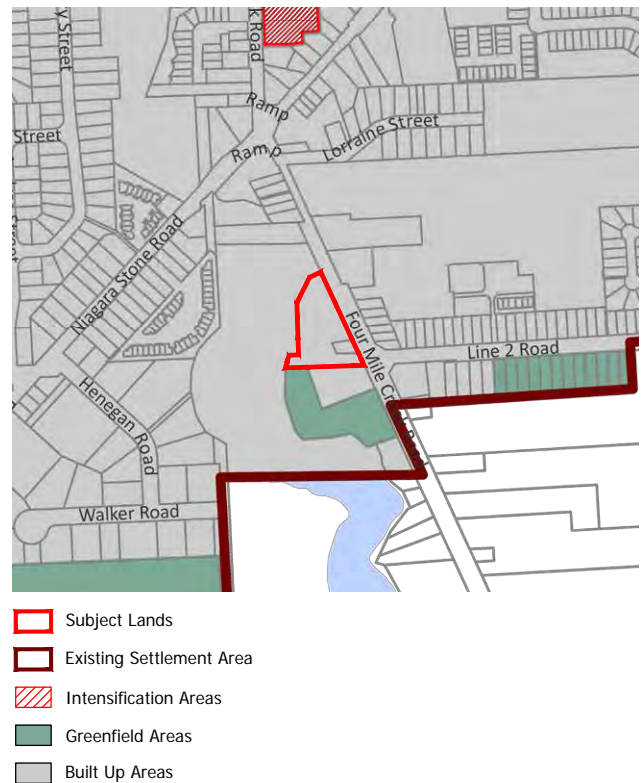 y Street
k Road
Ramp
Street
Ramp
Lorraine Street
Niagara Stone Road
Four Mile Creek Road
Line 2 Road
Henegan Road
Walker Road
Subject Lands
Existing Settlement Area
Intensification Areas
Greenfield Areas
Built Up Areas